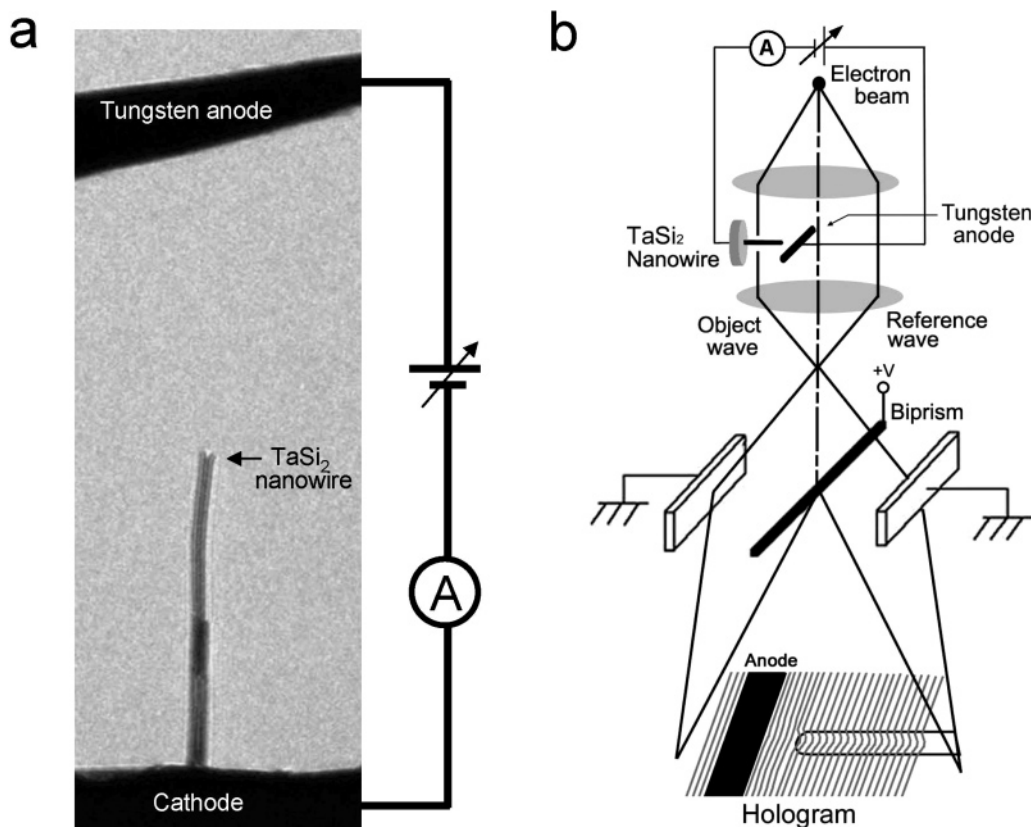 a
Tungsten anode
TaSi2
nanowire
A
Cathode
b
A
Electron
beam
TaSi2
Nanowire
Tungsten
anode
Object
wave
Reference
wave
+V
Biprism
Anode
Hologram